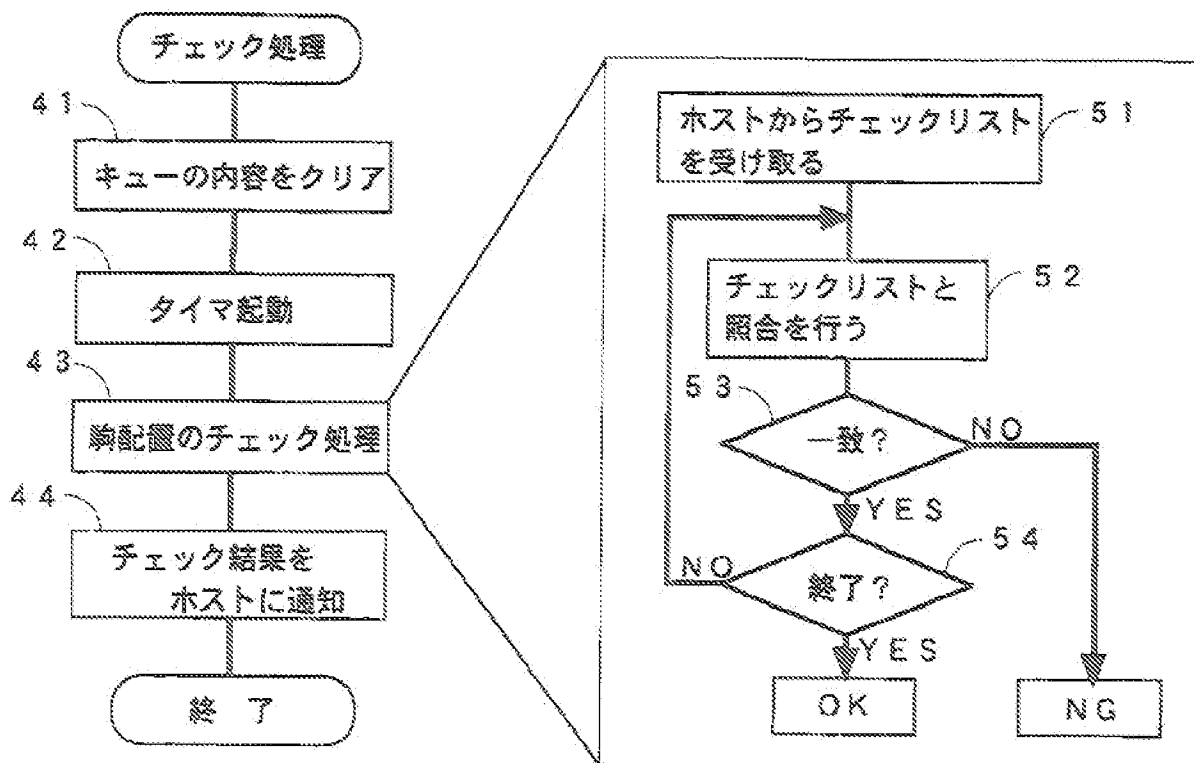 チェック処理
41
キューの内容をクリア
42
タイマ起動
43
駒配置のチェック処理
44
チェック結果を
ホストに通知
終 了
ホストからチェックリスト
を受け取る
51
チェックリストと
照合を行う
52
53
一致?
NO
YES
54
終了?
NO
YES
OK
NG